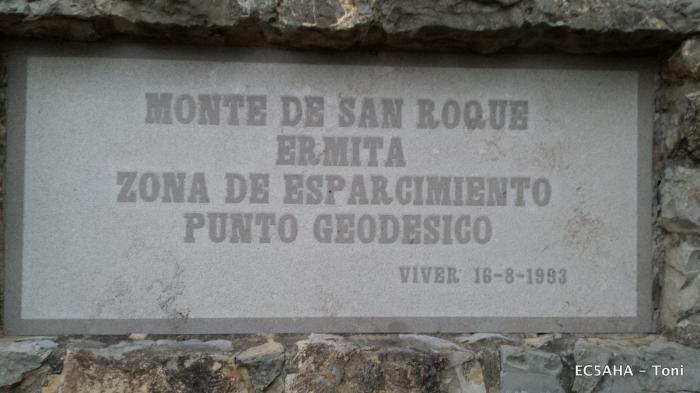 MONTE DE SAN ROQUE
ERMITA
ZONA DE ESPARCIMIENTO
PUNTO GEODESICO
VIVER 16-8-1993
EC5AHA - Toni